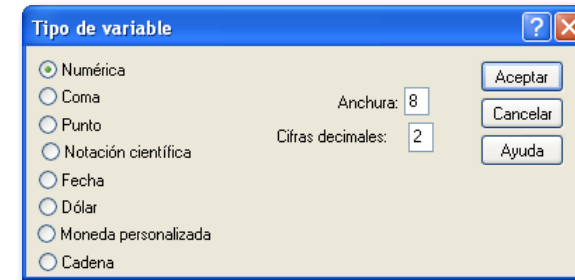 Tipo de variable
Numérica
Coma
Punto
Notación científica
Fecha
Dólar
Moneda personalizada
Cadena
Anchura: 8
Cifras decimales: 2
Aceptar
Cancelar
Ayuda